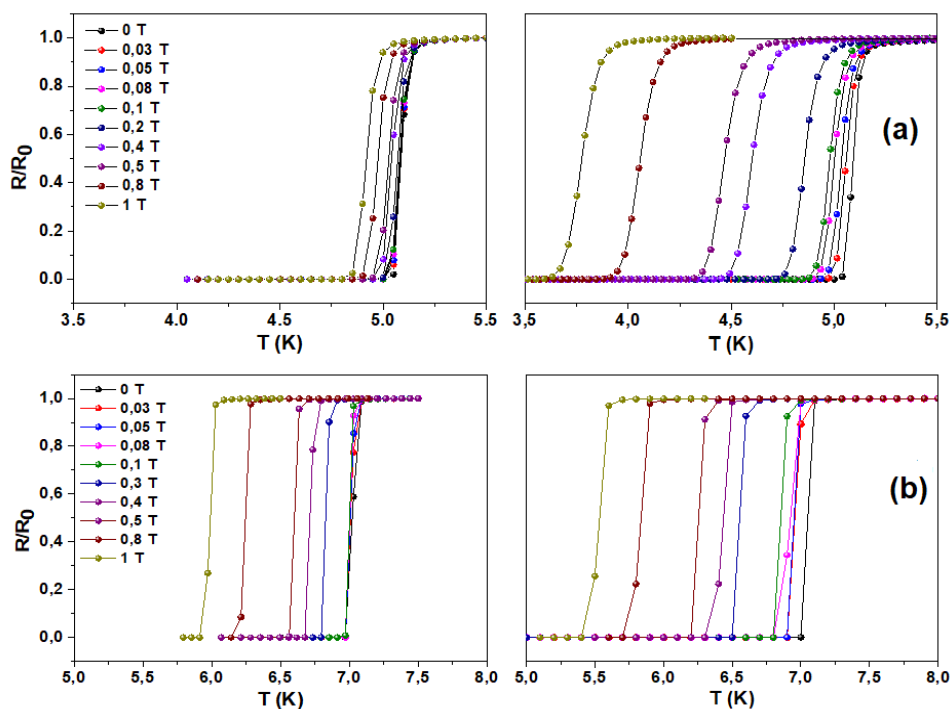 1.0
0.8
0.6
0.4
0.2
0.0
R/R0
0 T
0,03 T
0,05 T
0,08 T
0,1 T
0,2 T
0,4 T
0,5 T
0,8 T
1 T
3.5 4.0 4.5 5.0 5.5
T (K)
(a)
3,5 4,0 4,5 5,0 5,5
T (K)
1,0
0,8
0,6
0,4
0,2
0,0
R/R0
0 T
0,03 T
0,05 T
0,08 T
0,1 T
0,3 T
0,4 T
0,5 T
0,8 T
1 T
5,0 5,5 6,0 6,5 7,0 7,5 8,0
T (K)
(b)
5,0 5,5 6,0 6,5 7,0 7,5 8,0
T (K)